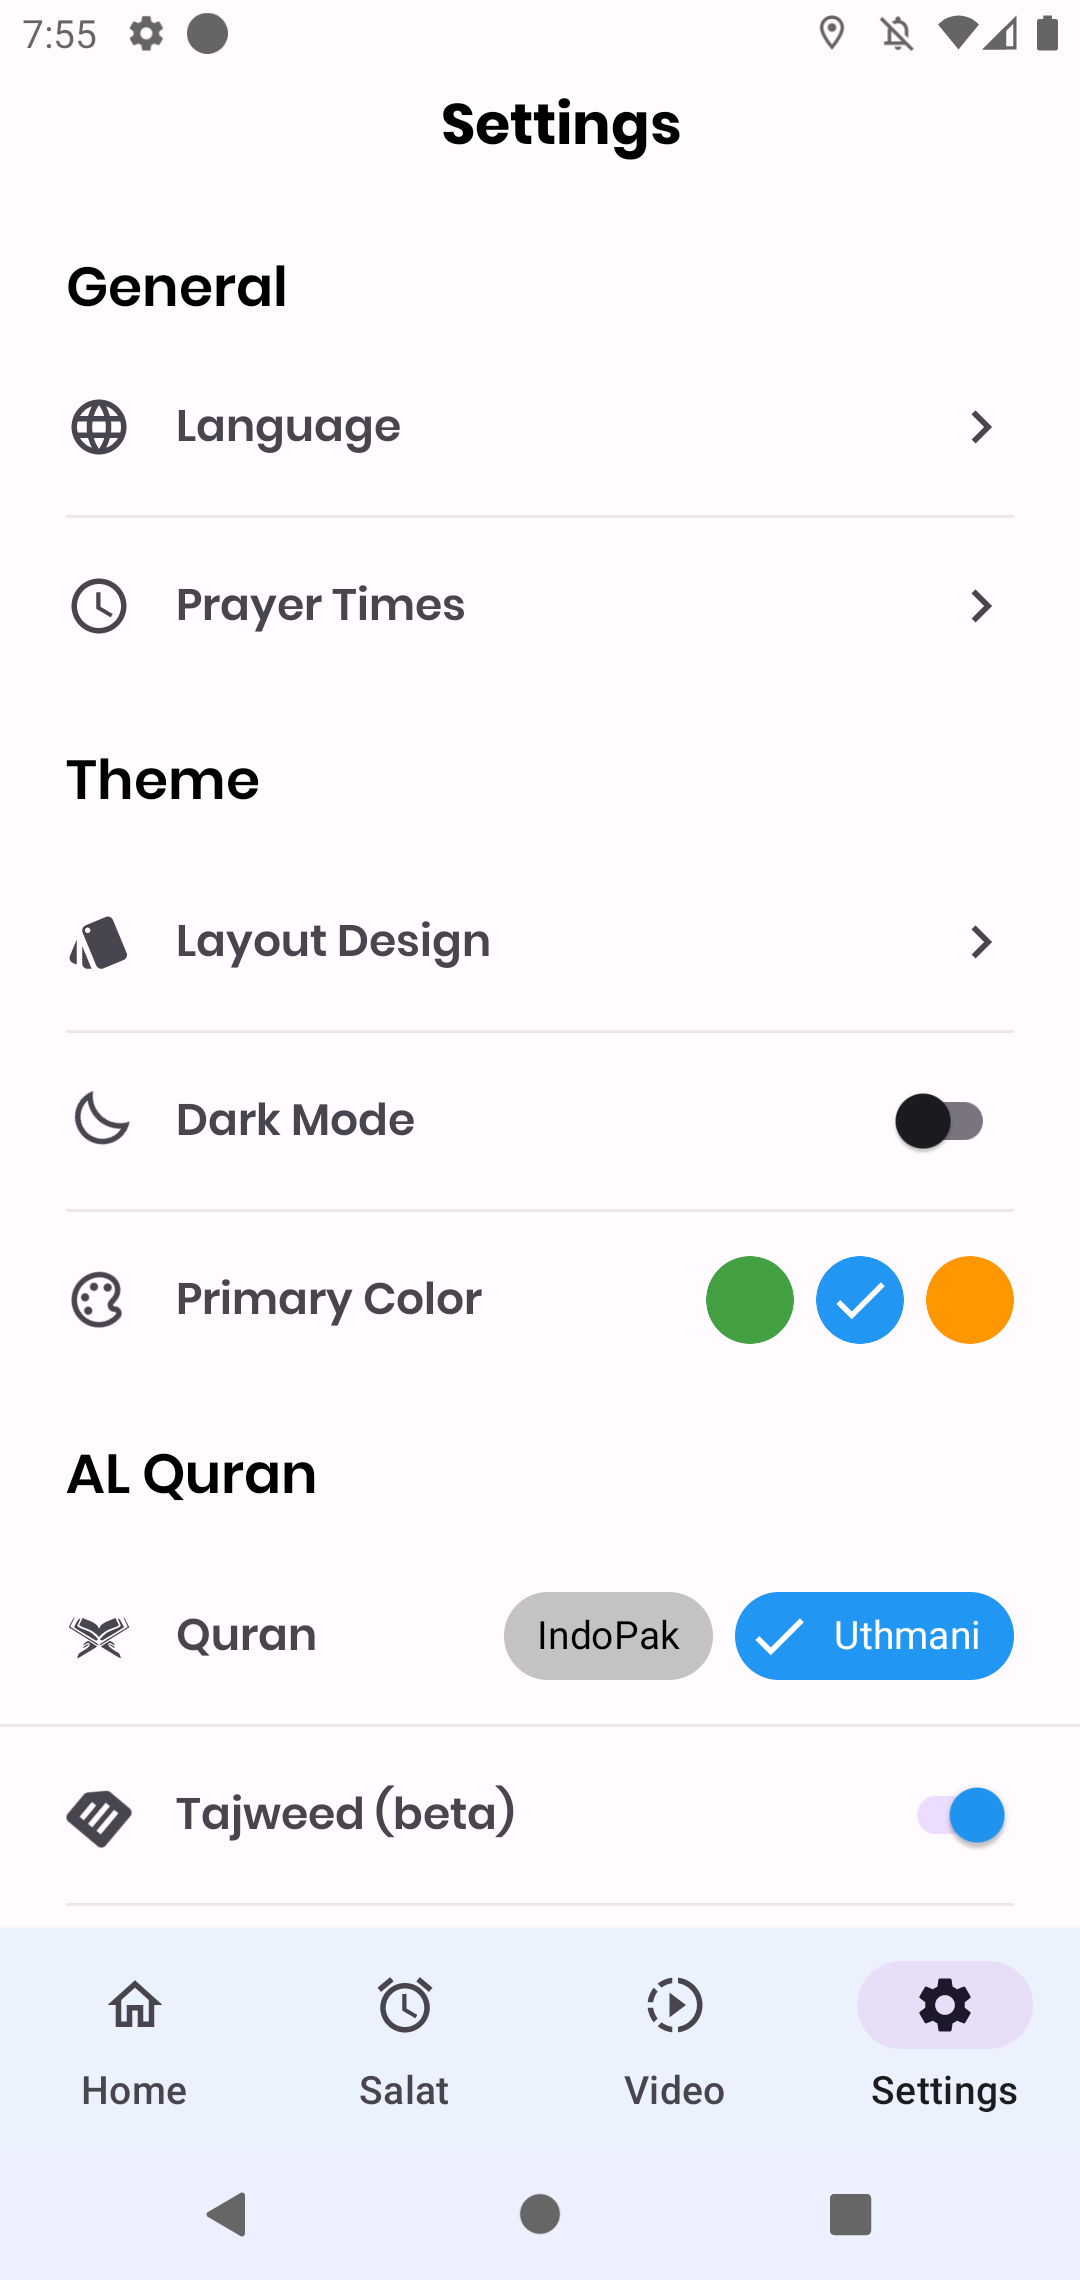 7:55
Settings
General
Language
Prayer Times
Theme
Layout Design
Dark Mode
Primary Color
AL Quran
Quran
IndoPak
Uthmani
Tajweed (beta)
Home
Salat
Video
Settings